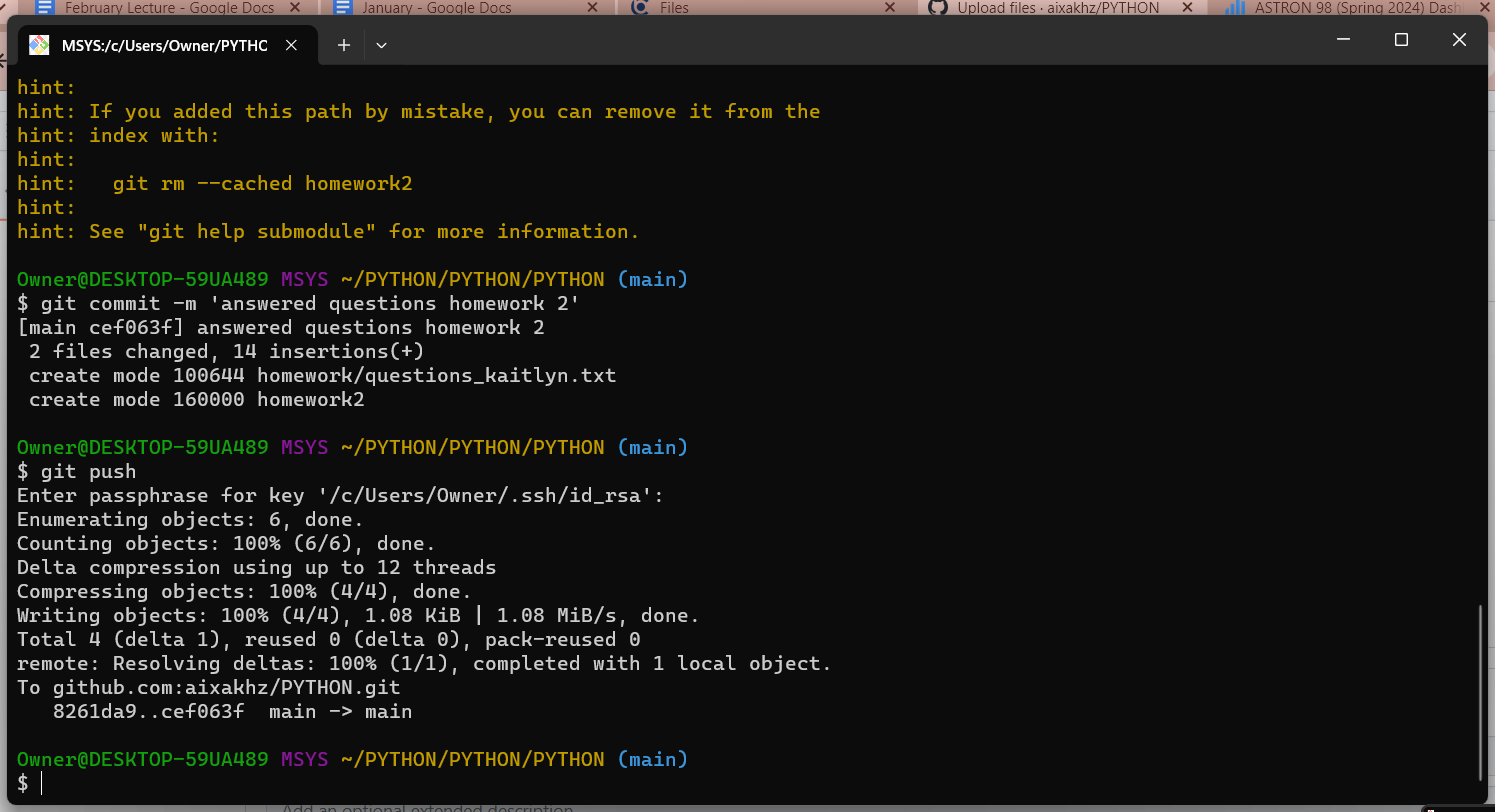 February Lecture - Google Docs
January - Google Docs
Files
Upload files · aixakhz/PYTHON
ASTRON 98 (Spring 2024) Dash
MSYS:/c/Users/Owner/PYTHO
hint:
hint: If you added this path by mistake, you can remove it from the
hint: index with:
hint:
hint:   git rm --cached homework2
hint:
hint: See "git help submodule" for more information.
Owner@DESKTOP-59UA489 MSYS ~/PYTHON/PYTHON/PYTHON (main)
$ git commit -m 'answered questions homework 2'
[main cef063f] answered questions homework 2
 2 files changed, 14 insertions(+)
 create mode 100644 homework/questions_kaitlyn.txt
 create mode 160000 homework2
Owner@DESKTOP-59UA489 MSYS ~/PYTHON/PYTHON/PYTHON (main)
$ git push
Enter passphrase for key '/c/Users/Owner/.ssh/id_rsa':
Enumerating objects: 6, done.
Counting objects: 100% (6/6), done.
Delta compression using up to 12 threads
Compressing objects: 100% (4/4), done.
Writing objects: 100% (4/4), 1.08 KiB | 1.08 MiB/s, done.
Total 4 (delta 1), reused 0 (delta 0), pack-reused 0
remote: Resolving deltas: 100% (1/1), completed with 1 local object.
To github.com:aixakhz/PYTHON.git
   8261da9..cef063f  main -> main
Owner@DESKTOP-59UA489 MSYS ~/PYTHON/PYTHON/PYTHON (main)
$
Add an optional extended description